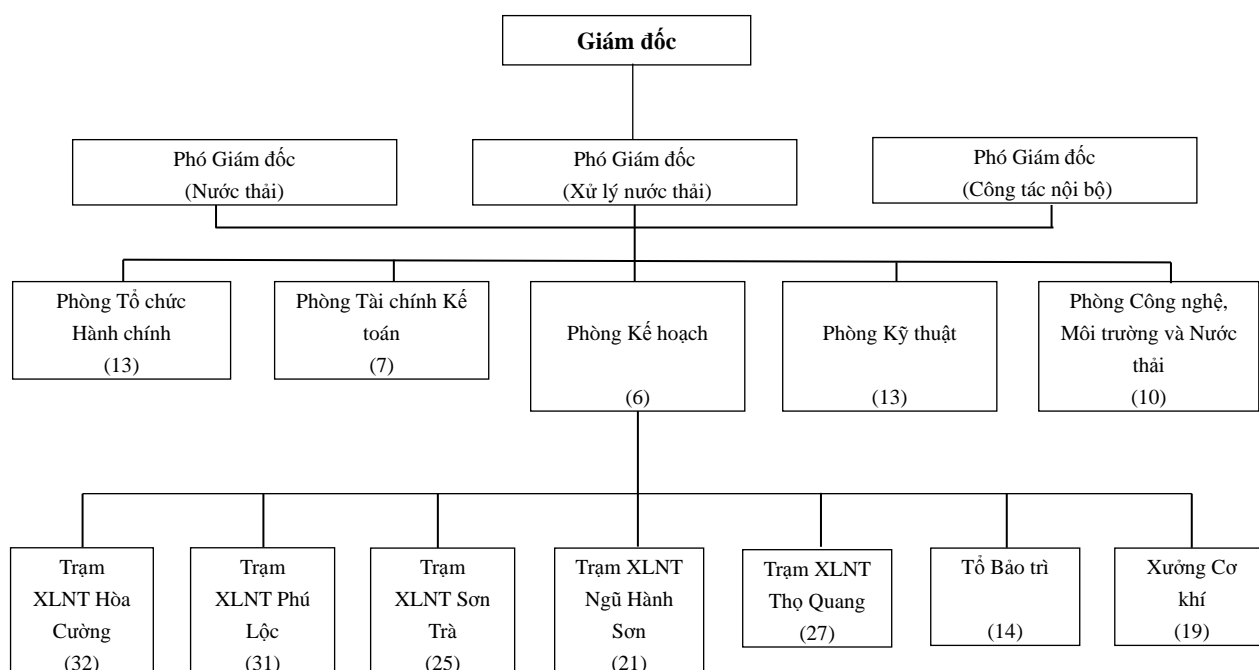 Giám đốc
Phó Giám đốc
(Nước thải)
Phó Giám đốc
(Xử lý nước thải)
Phó Giám đốc
(Công tác nội bộ)
Phòng Tổ chức
Hành chính
(13)
Phòng Tài chính Kế
toán
(7)
Phòng Kế hoạch
(6)
Phòng Kỹ thuật
(13)
Phòng Công nghệ,
Môi trường và Nước
thải
(10)
Trạm
XLNT Hòa
Cường
(32)
Trạm
XLNT Phú
Lộc
(31)
Trạm
XLNT Sơn
Trà
(25)
Trạm XLNT
Ngũ Hành
Sơn
(21)
Trạm XLNT
Thọ Quang
(27)
Tổ Bảo trì
(14)
Xưởng Cơ
khí
(19)